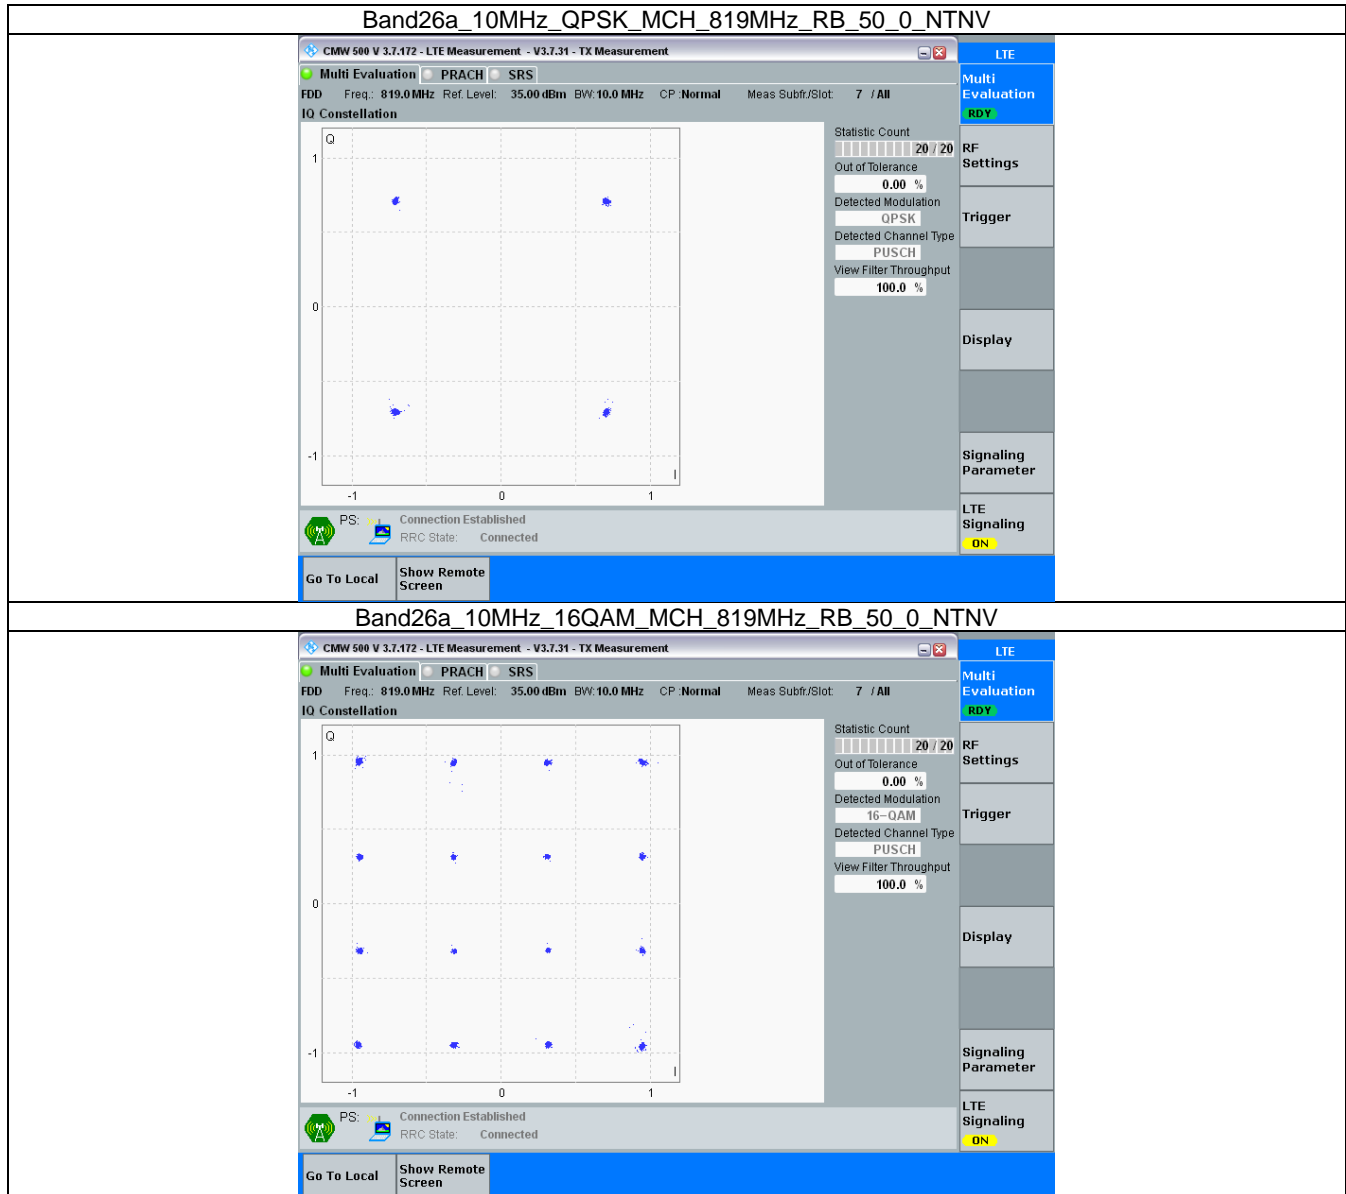 Band26a_10MHz_QPSK_MCH_819MHz_RB_50_0_NTNV
CMW 500 V 3.7.172 - LTE Measurement - V3.7.31 - TX Measurement
LTE
Multi Evaluation PRACH SRS
Multi Evaluation
RDY
FDD Freq.: 819.0 MHz Ref. Level: 35.00 dBm BW: 10.0 MHz CP : Normal Meas Subfr./Slot: 7 / All
IQ Constellation
Q
1
0
-1
I
-1 0 1
Statistic Count
20 / 20
Out of Tolerance
0.00 %
Detected Modulation
QPSK
Detected Channel Type
PUSCH
View Filter Throughput
100.0 %
RF Settings
Trigger
Display
Signaling Parameter
LTE Signaling
ON
PS: Connection Established
RRC State: Connected
Go To Local
Show Remote Screen
Band26a_10MHz_16QAM_MCH_819MHz_RB_50_0_NTNV
CMW 500 V 3.7.172 - LTE Measurement - V3.7.31 - TX Measurement
LTE
Multi Evaluation PRACH SRS
Multi Evaluation
RDY
FDD Freq.: 819.0 MHz Ref. Level: 35.00 dBm BW: 10.0 MHz CP : Normal Meas Subfr./Slot: 7 / All
IQ Constellation
Q
1
0
-1
I
-1 0 1
Statistic Count
20 / 20
Out of Tolerance
0.00 %
Detected Modulation
16-QAM
Detected Channel Type
PUSCH
View Filter Throughput
100.0 %
RF Settings
Trigger
Display
Signaling Parameter
LTE Signaling
ON
PS: Connection Established
RRC State: Connected
Go To Local
Show Remote Screen